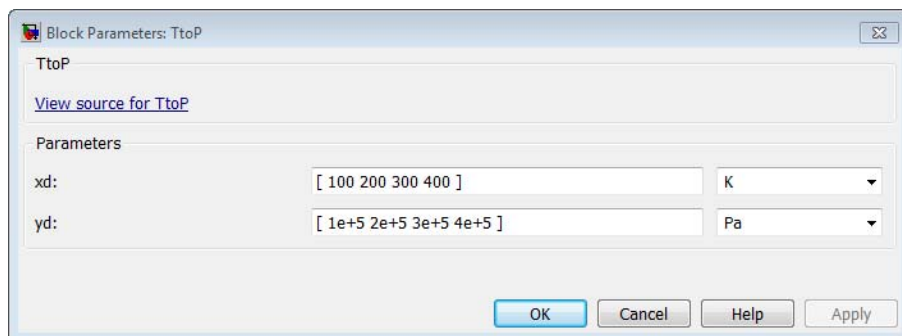 Block Parameters: TtoP
TtoP
View source for TtoP
Parameters
xd: [ 100 200 300 400 ] K
yd: [ 1e+5 2e+5 3e+5 4e+5 ] Pa
OK Cancel Help Apply